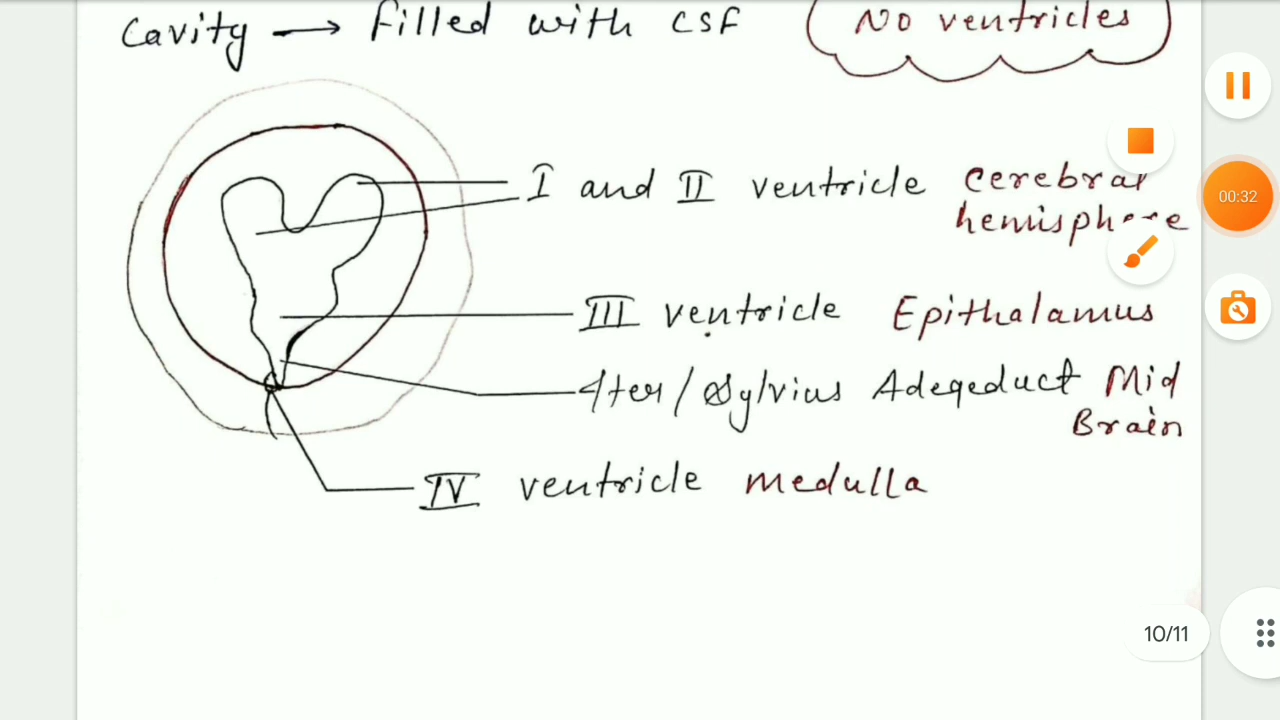 Cavity → Filled with CSF
No ventricles
I and II ventricle cerebral
hemisphere
III ventricle Epithalamus
Iter/Sylvius Adeqeduct Mid
Brain
IV ventricle medulla
00:32
10/11